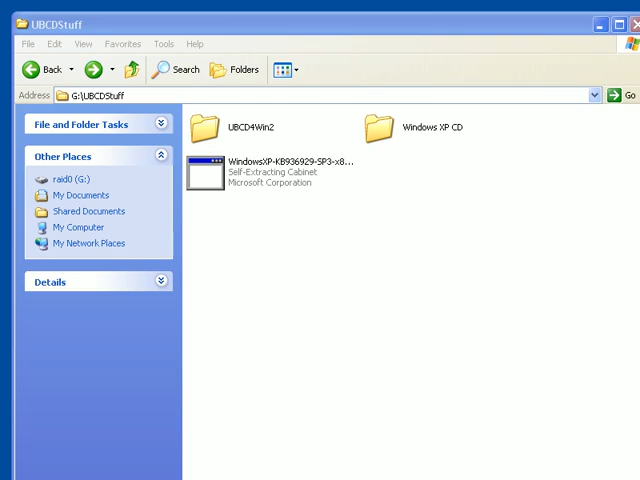 UBCDStuff
File Edit View Favorites Tools Help
Back Search Folders
Address G:\UBCDStuff Go
File and Folder Tasks
Other Places
raid0 (G:)
My Documents
Shared Documents
My Computer
My Network Places
Details
UBCD4Win2
Windows XP CD
WindowsXP-KB936929-SP3-x8...
Self-Extracting Cabinet
Microsoft Corporation